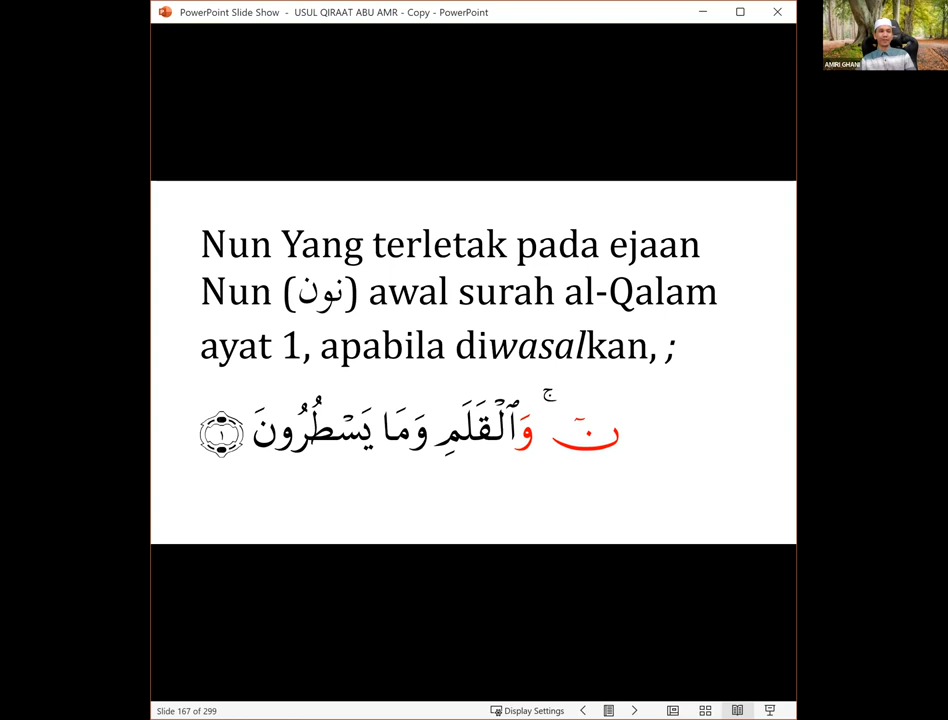 PowerPoint Slide Show - USUL QIRAAT ABU AMR - Copy - PowerPoint
AMIRI GHANI
Nun Yang terletak pada ejaan
Nun (نون) awal surah al-Qalam
ayat 1, apabila diwasalkan, ;
نٓ ۚ وَٱلْقَلَمِ وَمَا يَسْطُرُونَ ١
Slide 167 of 299
Display Settings